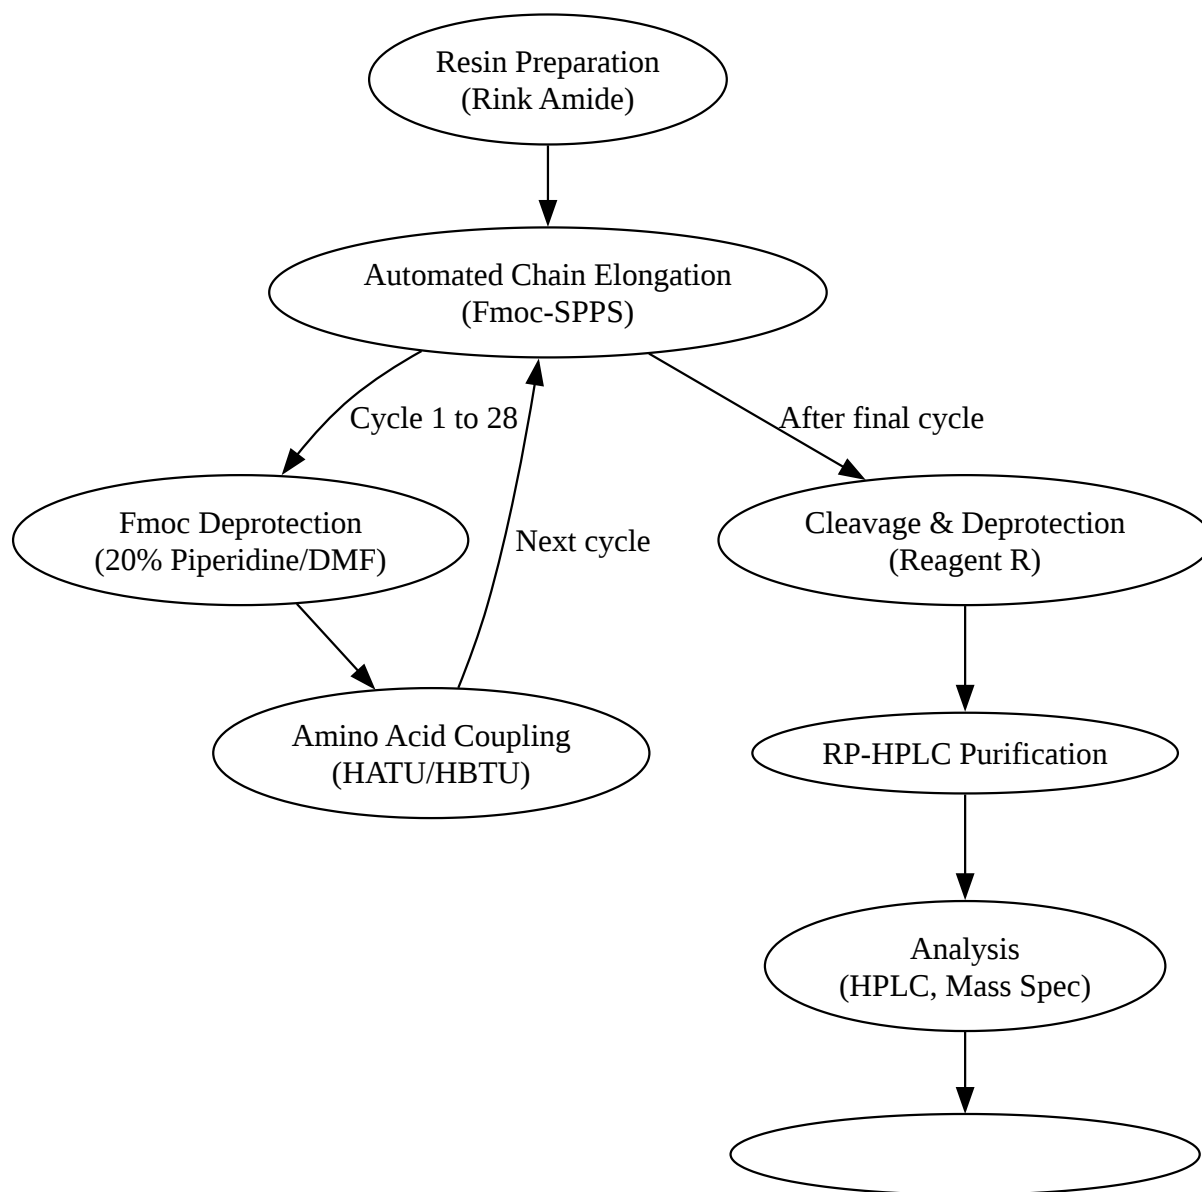 Resin Preparation
(Rink Amide)
Automated Chain Elongation
(Fmoc-SPPS)
Cycle 1 to 28
After final cycle
Fmoc Deprotection
(20% Piperidine/DMF)
Next cycle
Cleavage & Deprotection
(Reagent R)
Amino Acid Coupling
(HATU/HBTU)
RP-HPLC Purification
Analysis
(HPLC, Mass Spec)